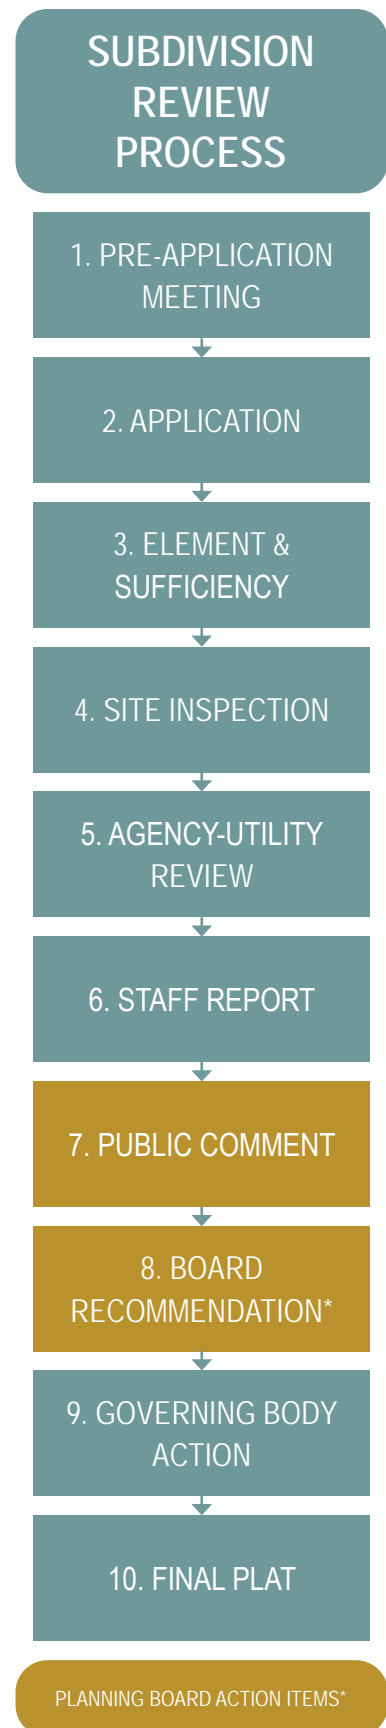 SUBDIVISION
REVIEW
PROCESS
1. PRE-APPLICATION
MEETING
2. APPLICATION
3. ELEMENT &
SUFFICIENCY
4. SITE INSPECTION
5. AGENCY-UTILITY
REVIEW
6. STAFF REPORT
7. PUBLIC COMMENT
8. BOARD
RECOMMENDATION*
9. GOVERNING BODY
ACTION
10. FINAL PLAT
PLANNING BOARD ACTION ITEMS*